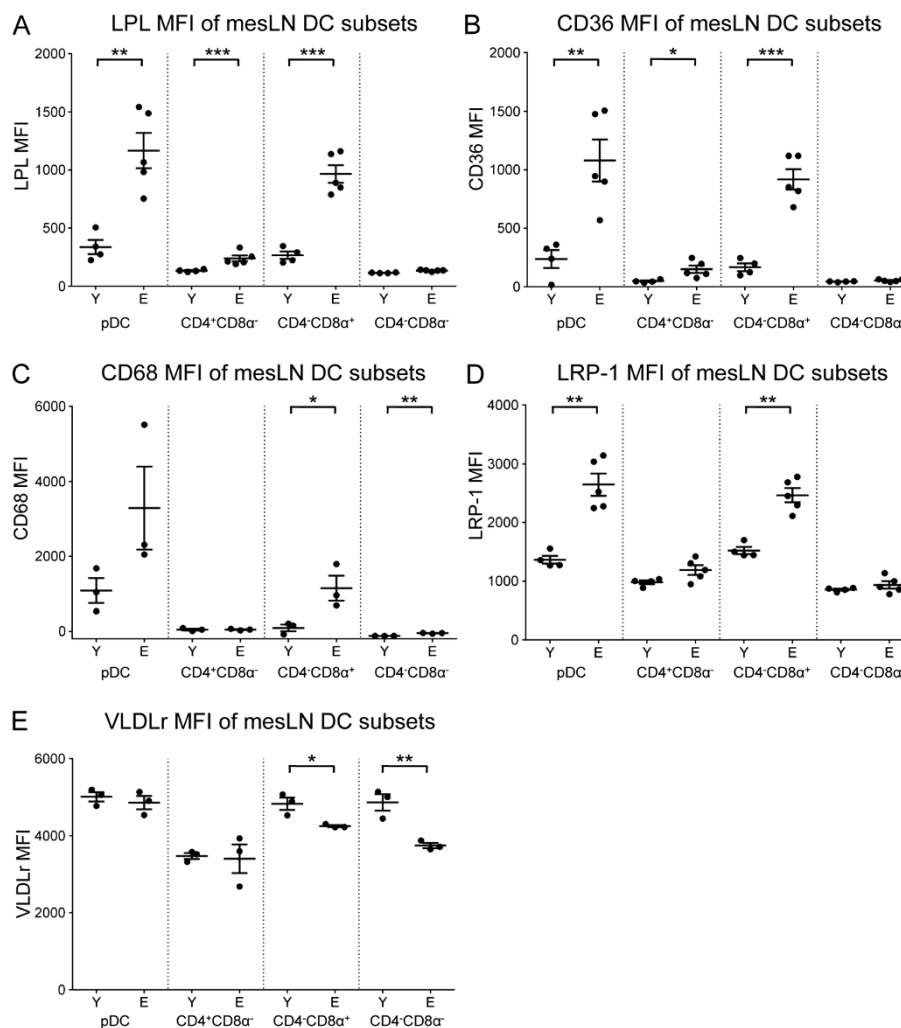 A LPL MFI of mesLN DC subsets
LPL MFI
2000
1500
1000
500
0
** *** ***
Y E Y E Y E Y E
pDC CD4⁺CD8α⁻ CD4⁻CD8α⁺ CD4⁻CD8α⁻
B CD36 MFI of mesLN DC subsets
CD36 MFI
2000
1500
1000
500
0
** * ***
Y E Y E Y E Y E
pDC CD4⁺CD8α⁻ CD4⁻CD8α⁺ CD4⁻CD8α
C CD68 MFI of mesLN DC subsets
CD68 MFI
6000
4000
2000
0
* **
Y E Y E Y E Y E
pDC CD4⁺CD8α⁻ CD4⁻CD8α⁺ CD4⁻CD8α⁻
D LRP-1 MFI of mesLN DC subsets
LRP-1 MFI
4000
3000
2000
1000
0
** **
Y E Y E Y E Y E
pDC CD4⁺CD8α⁻ CD4⁻CD8α⁺ CD4⁻CD8α
E VLDLr MFI of mesLN DC subsets
VLDLr MFI
6000
4000
2000
0
* **
Y E Y E Y E Y E
pDC CD4⁺CD8α⁻ CD4⁻CD8α⁺ CD4⁻CD8α⁻